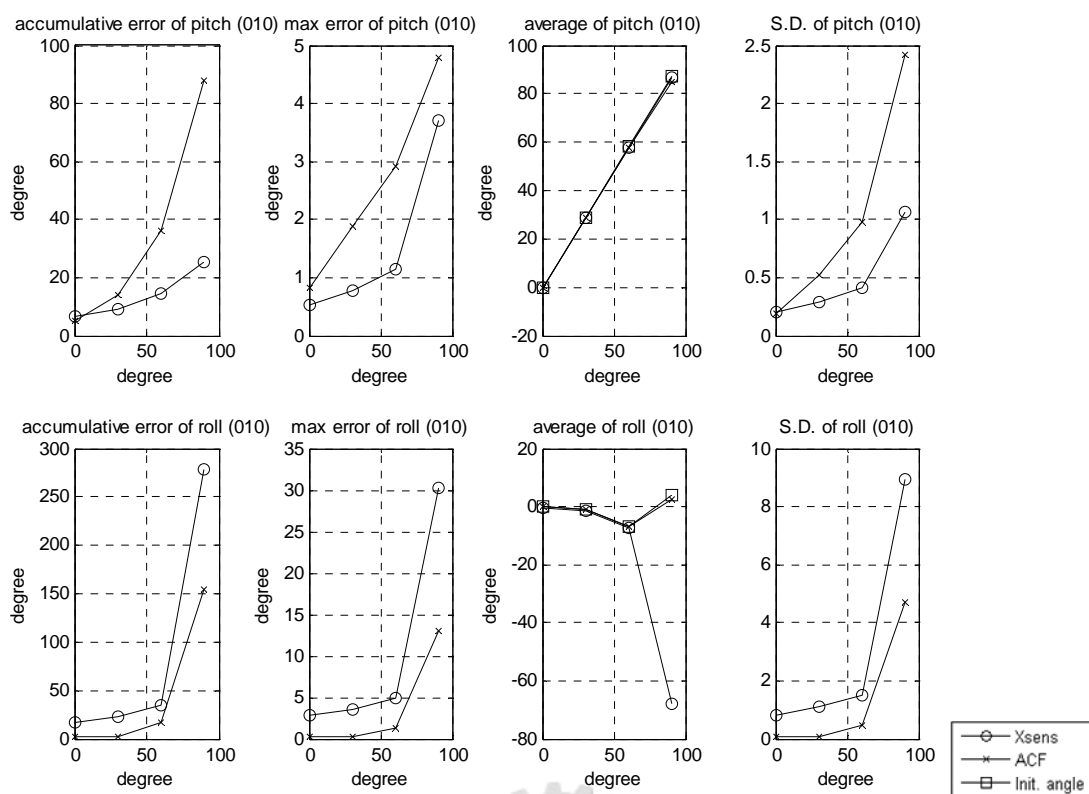 accumulative error of pitch (010)
100
80
60
40
20
0
degree
0
50
100
degree
max error of pitch (010)
5
4
3
2
1
0
degree
0
50
100
degree
average of pitch (010)
100
80
60
40
20
0
-20
degree
0
50
100
degree
S.D. of pitch (010)
2.5
2
1.5
1
0.5
0
degree
0
50
100
degree
accumulative error of roll (010)
300
250
200
150
100
50
0
degree
0
50
100
degree
max error of roll (010)
35
30
25
20
15
10
5
0
degree
0
50
100
degree
average of roll (010)
20
0
-20
-40
-60
-80
degree
0
50
100
degree
S.D. of roll (010)
10
8
6
4
2
0
degree
0
50
100
degree
Xsens
ACF
Init. angle